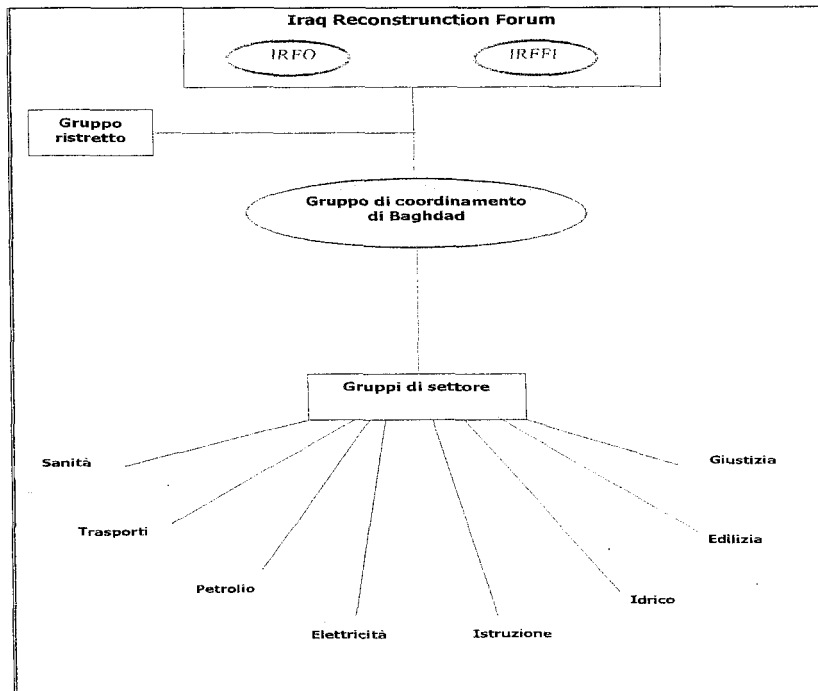 Iraq Reconstrunction Forum
IRFO
IRFFI
Gruppo
ristretto
Gruppo di coordinamento
di Baghdad
Gruppi di settore
Sanità
Giustizia
Trasporti
Edilizia
Petrolio
Idrico
Elettricità
Istruzione